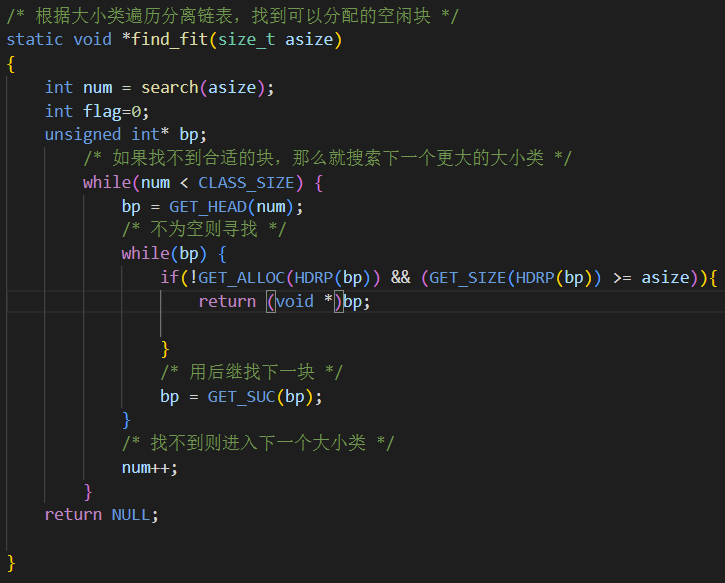 /* 根据大小类遍历分离链表，找到可以分配的空闲块 */
static void *find_fit(size_t asize)
{
    int num = search(asize);
    int flag=0;
    unsigned int* bp;
        /* 如果找不到合适的块，那么就搜索下一个更大的大小类 */
        while(num < CLASS_SIZE) {
            bp = GET_HEAD(num);
            /* 不为空则寻找 */
            while(bp) {
                if(!GET_ALLOC(HDRP(bp)) && (GET_SIZE(HDRP(bp)) >= asize)){
                    return (void *)bp;
                }
                /* 用后继找下一块 */
                bp = GET_SUC(bp);
            }
            /* 找不到则进入下一个大小类 */
            num++;
        }
    return NULL;
}